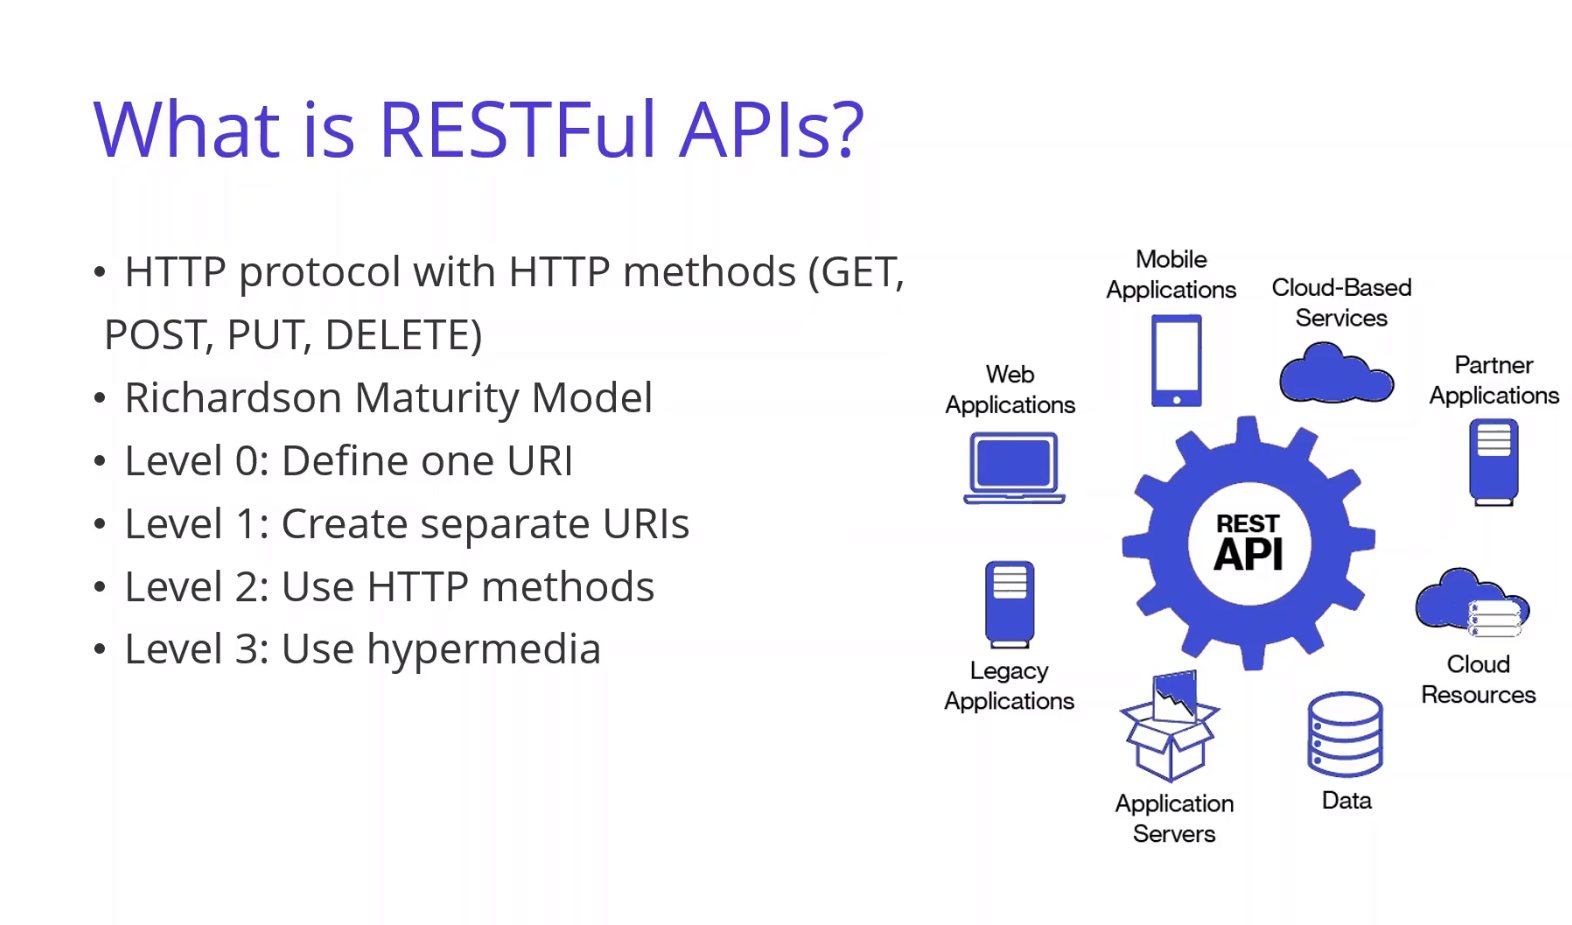 What is RESTFul APIs?
• HTTP protocol with HTTP methods (GET,
POST, PUT, DELETE)
• Richardson Maturity Model
• Level 0: Define one URI
• Level 1: Create separate URIs
• Level 2: Use HTTP methods
• Level 3: Use hypermedia
Mobile
Applications
Cloud-Based
Services
Web
Applications
Partner
Applications
REST
API
Legacy
Applications
Cloud
Resources
Application
Servers
Data